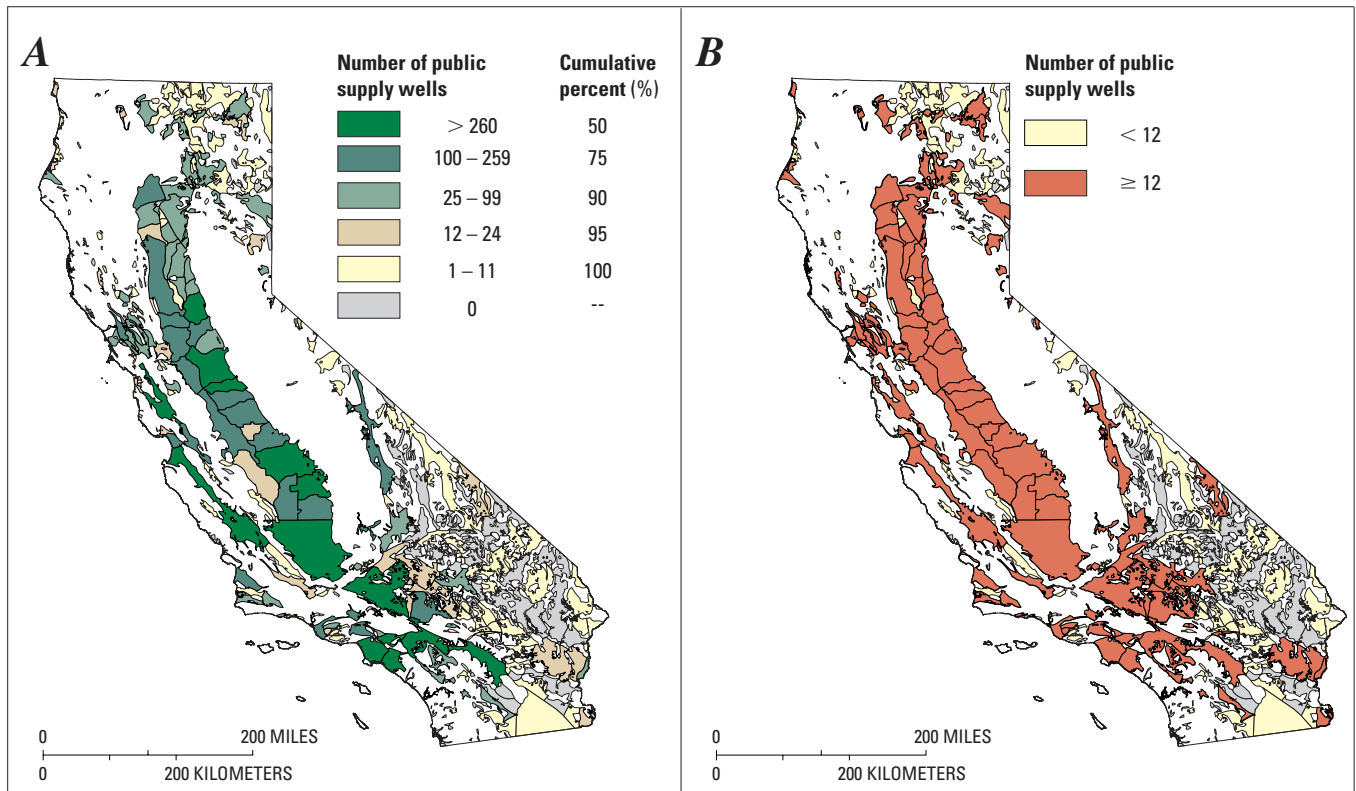 A
Number of public
supply wells
Cumulative
percent (%)
> 260 50
100 – 259 75
25 – 99 90
12 – 24 95
1 – 11 100
0 --
0 200 MILES
0 200 KILOMETERS
B
Number of public
supply wells
< 12
≧ 12
0 200 MILES
0 200 KILOMETERS